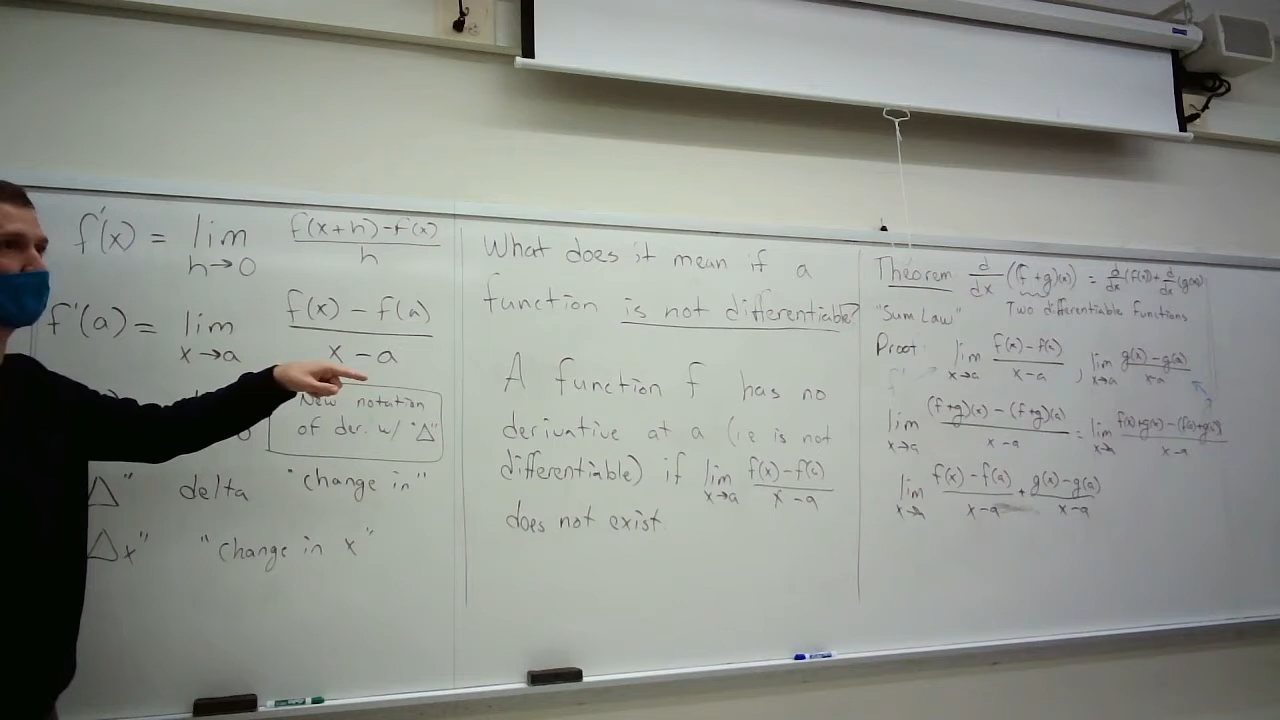 f'(x) = lim h→0 f(x+h)-f(x) / h
f'(a) = lim x→a f(x) - f(a) / x - a
New notation
of der. w/ "Δ"
Δ" delta "change in"
Δx" "change in x"
What does it mean if a
function is not differentiable?
A function f has no
derivative at a (ie is not
differentiable) if lim x→a f(x)-f(a) / x-a
does not exist
Theorem d/dx (f+g)(x) = d/dx (f(x)) + d/dx (g(x))
"Sum Law" Two differentiable functions
Proof: lim x→a f(x)-f(a) / x-a , lim x→a g(x)-g(a) / x-a
lim x→a (f+g)(x) - (f+g)(a) / x-a = lim x→a f(x)+g(x) - (f(a)+g(a)) / x-a
lim x→a f(x)-f(a) / x-a + g(x)-g(a) / x-a